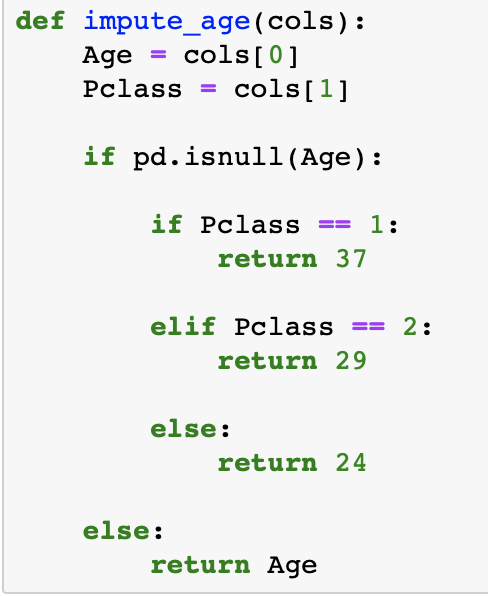 def impute_age(cols):
    Age = cols[0]
    Pclass = cols[1]

    if pd.isnull(Age):

        if Pclass == 1:
            return 37

        elif Pclass == 2:
            return 29

        else:
            return 24

    else:
        return Age